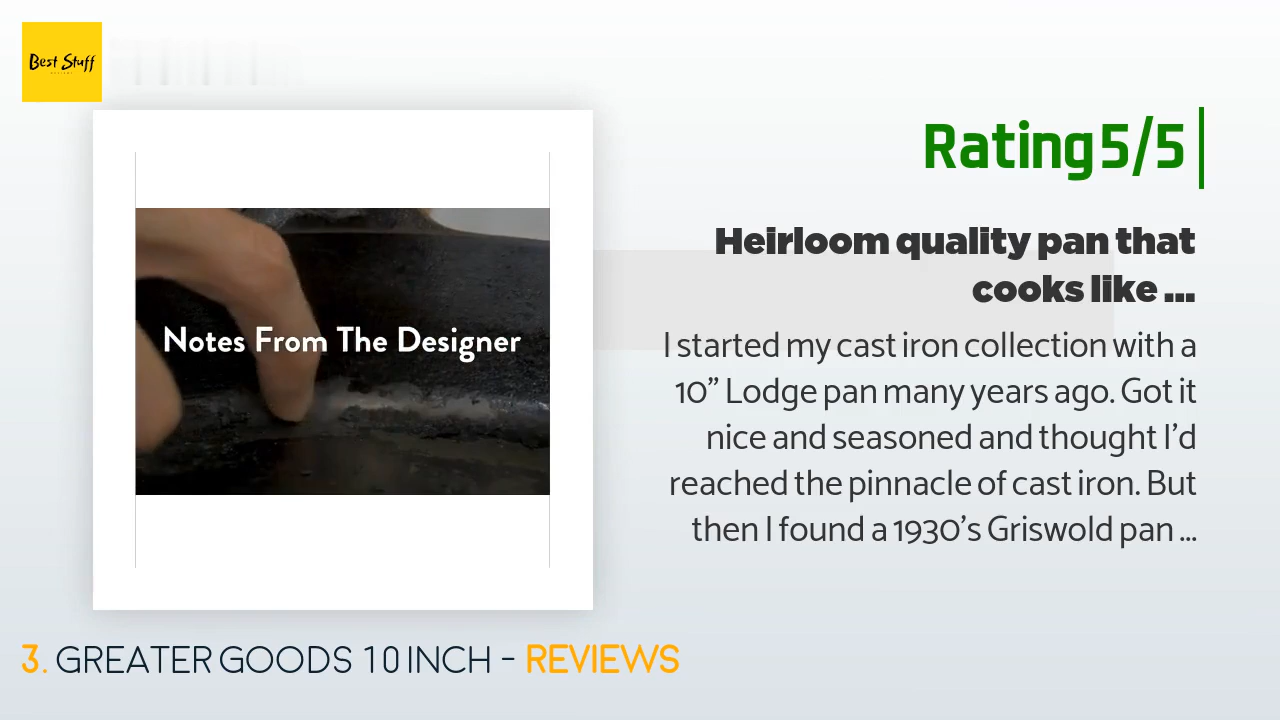 Best Stuff
Rating 5/5
Heirloom quality pan that
cooks like ...
I started my cast iron collection with a
10” Lodge pan many years ago. Got it
nice and seasoned and thought I’d
reached the pinnacle of cast iron. But
then I found a 1930’s Griswold pan ...
Notes From The Designer
3. GREATER GOODS 10 INCH - REVIEWS